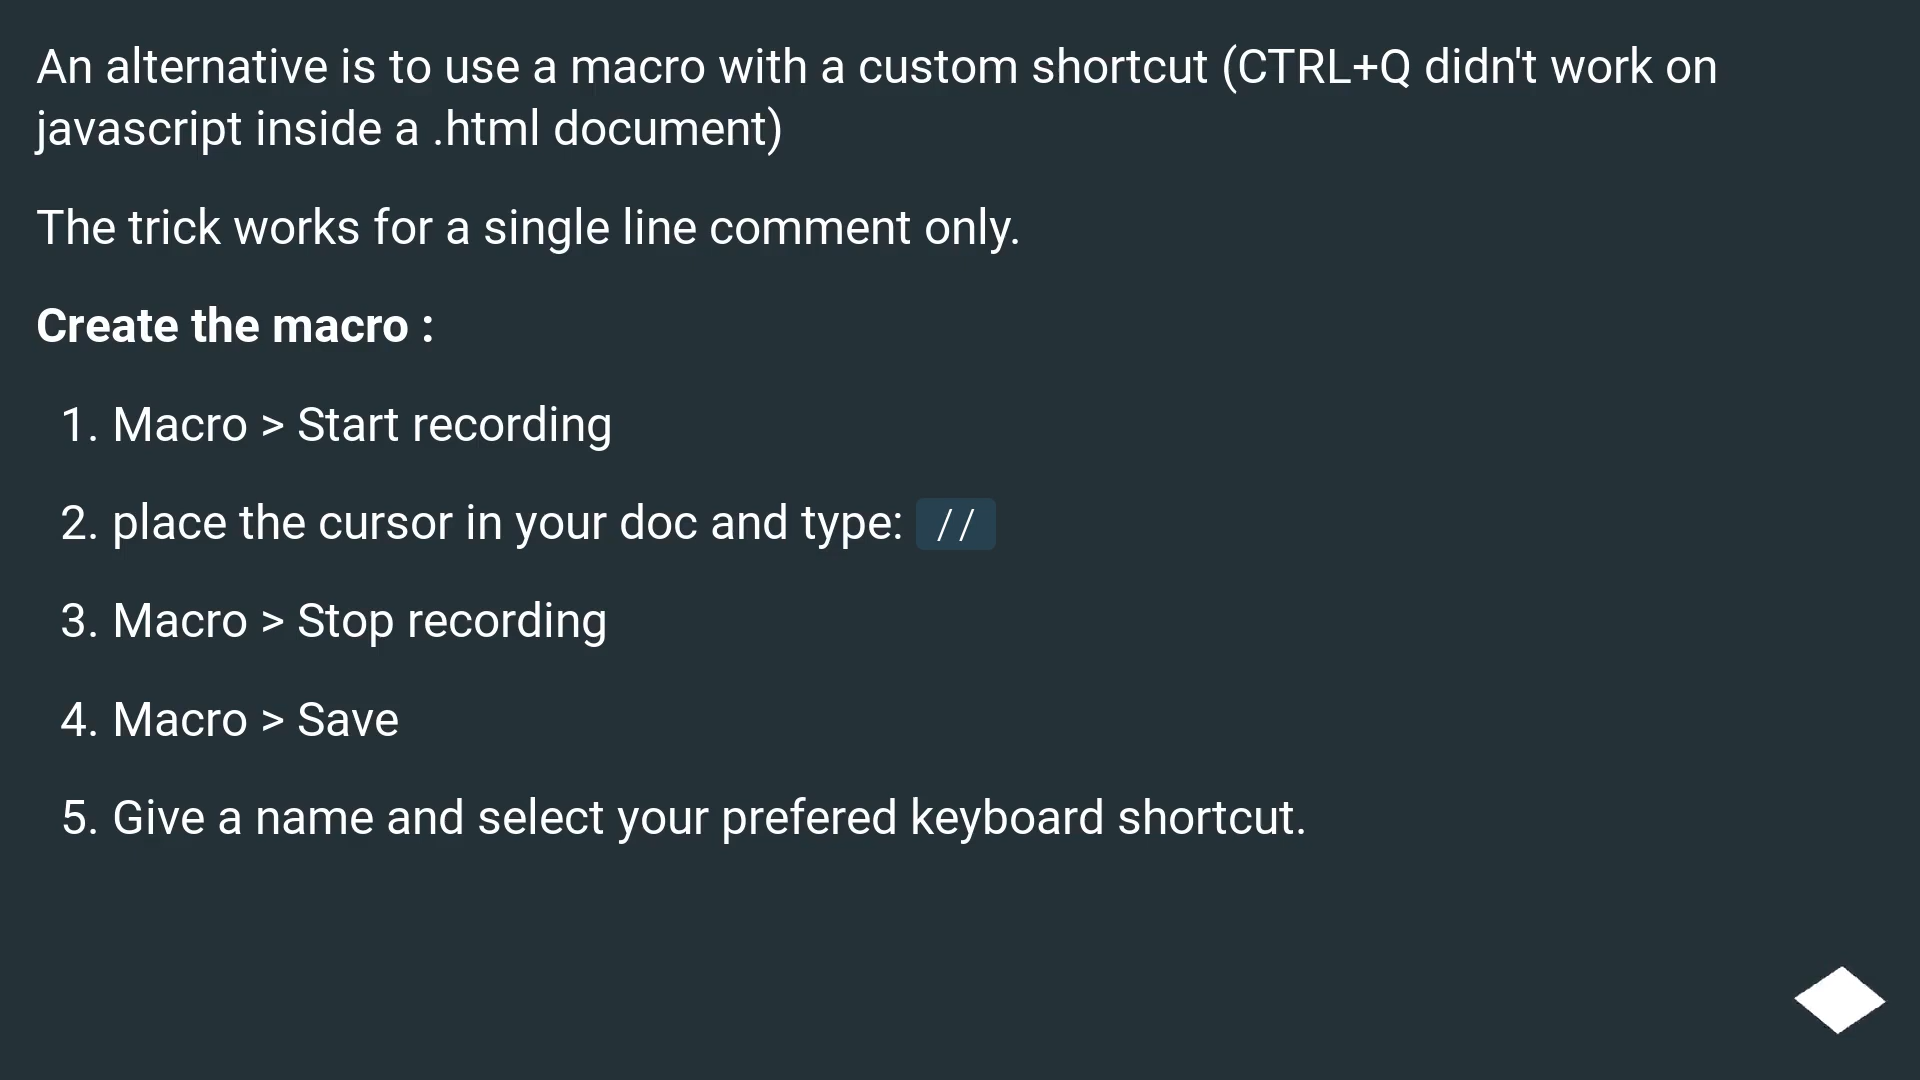 An alternative is to use a macro with a custom shortcut (CTRL+Q didn't work on
javascript inside a .html document)
The trick works for a single line comment only.
Create the macro :
1. Macro > Start recording
2. place the cursor in your doc and type: //
3. Macro > Stop recording
4. Macro > Save
5. Give a name and select your prefered keyboard shortcut.